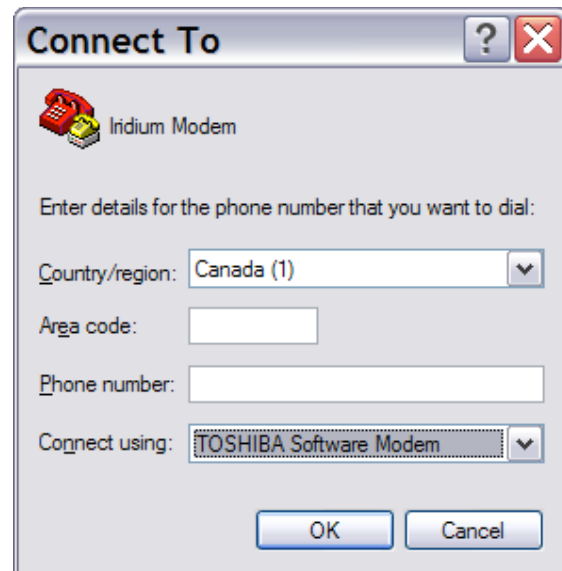 Connect To
?
Iridium Modem
Enter details for the phone number that you want to dial:
Country/region: Canada (1)
Area code:
Phone number:
Connect using: TOSHIBA Software Modem
OK Cancel